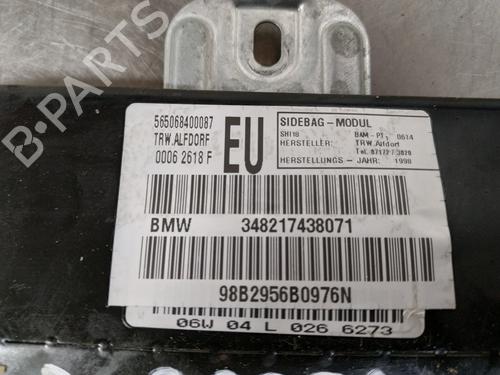 565068400087
TRW.ALFDORF
0006 2618 F
EU
SIDEBAG-MODUL
SHI18 BAM-PT, 0614
HERSTELLER: TRW.Alfdorf
Tel. 07172 / 3020
HERSTELLUNGS - JAHR: 1998
BMW 348217438071
98B2956B0976N
06W 04 L 026 6273
B-PARTS